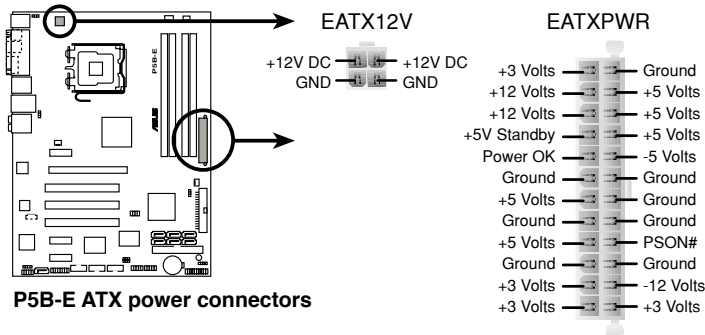 EATX12V
+12V DC +12V DC
GND GND
EATXPWR
+3 Volts Ground
+12 Volts +5 Volts
+12 Volts +5 Volts
+5V Standby +5 Volts
Power OK -5 Volts
Ground Ground
+5 Volts Ground
Ground Ground
+5 Volts PSON#
Ground Ground
+3 Volts -12 Volts
+3 Volts +3 Volts
P5B-E
ASUS
P5B-E ATX power connectors